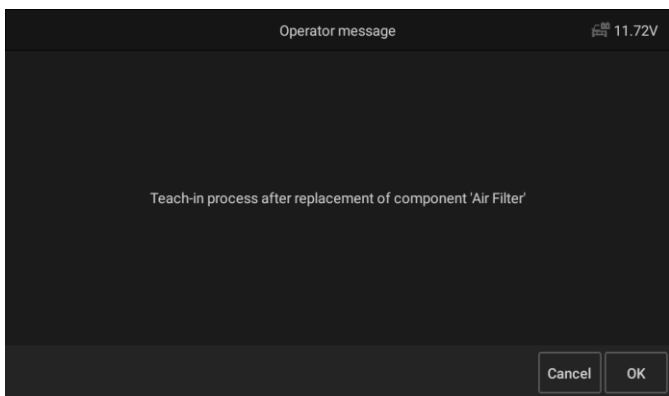 Operator message
11.72V
Teach-in process after replacement of component 'Air Filter'
Cancel
OK